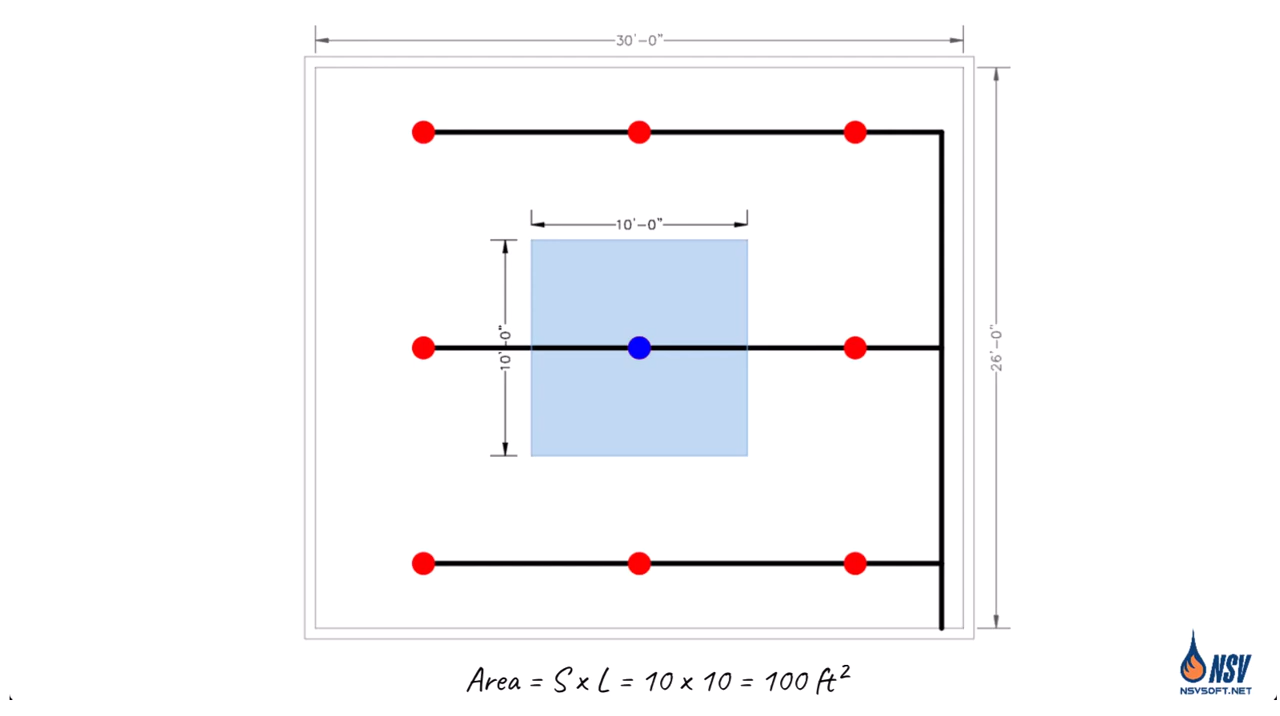 30'-0"
10'-0"
10'-0"
26'-0"
Area = S x L = 10 x 10 = 100 ft²
NSV
NSVSOFT.NET